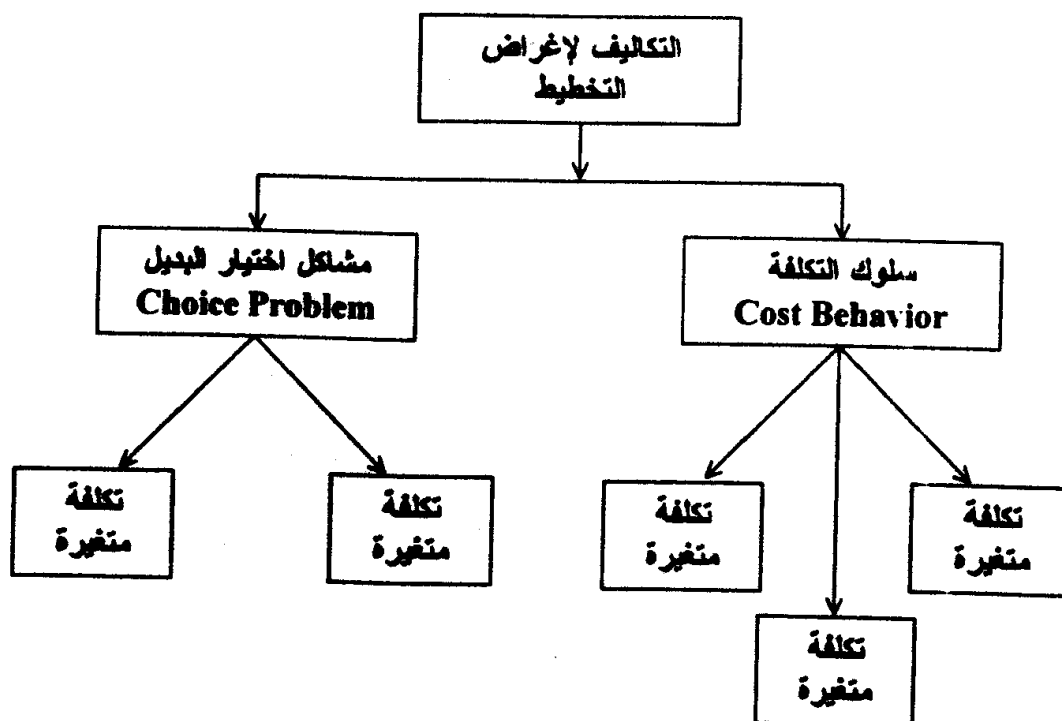 التكاليف لإغراض
التخطيط
سلوك التكلفة
Cost Behavior
مشاكل اختيار البديل
Choice Problem
تكلفة
متغيرة
تكلفة
متغيرة
تكلفة
متغيرة
تكلفة
متغيرة
تكلفة
متغيرة